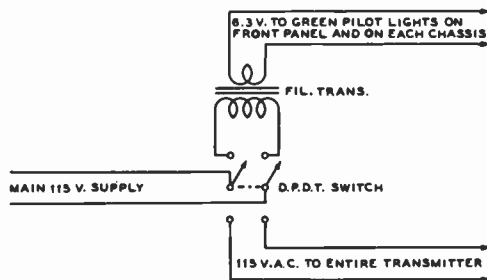 6.3 V. TO GREEN PILOT LIGHTS ON
FRONT PANEL AND ON EACH CHASSIS
FIL. TRANS.
MAIN 115 V. SUPPLY
D.P.D.T. SWITCH
115 V.A.C. TO ENTIRE TRANSMITTER